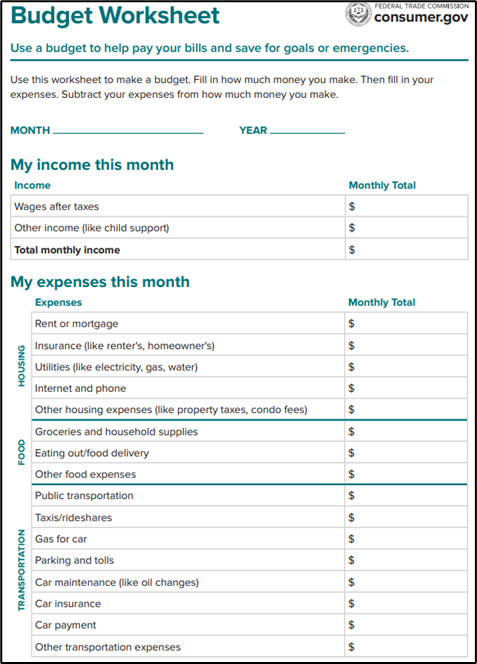 Budget Worksheet
FEDERAL TRADE COMMISSION
consumer.gov
Use a budget to help pay your bills and save for goals or emergencies.
Use this worksheet to make a budget. Fill in how much money you make. Then fill in your
expenses. Subtract your expenses from how much money you make.
MONTH YEAR
My income this month
Income Monthly Total
Wages after taxes $
Other income (like child support) $
Total monthly income $
My expenses this month
Expenses Monthly Total
HOUSING
Rent or mortgage $
Insurance (like renter's, homeowner's) $
Utilities (like electricity, gas, water) $
Internet and phone $
Other housing expenses (like property taxes, condo fees) $
FOOD
Groceries and household supplies $
Eating out/food delivery $
Other food expenses $
TRANSPORTATION
Public transportation $
Taxis/rideshares $
Gas for car $
Parking and tolls $
Car maintenance (like oil changes) $
Car insurance $
Car payment $
Other transportation expenses $